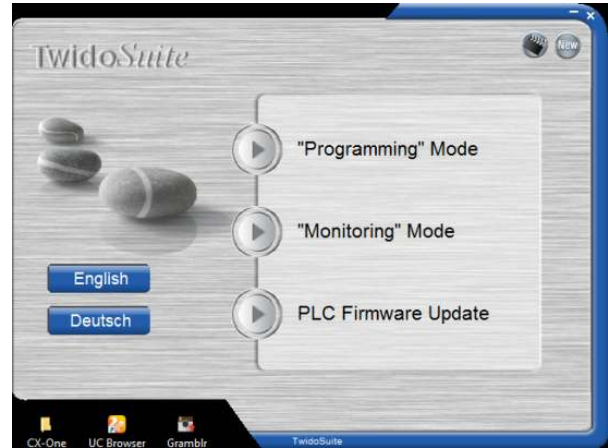 TwidoSuite
New
"Programming" Mode
"Monitoring" Mode
English
PLC Firmware Update
Deutsch
CX-One UC Browser Gramblr
TwidoSuite